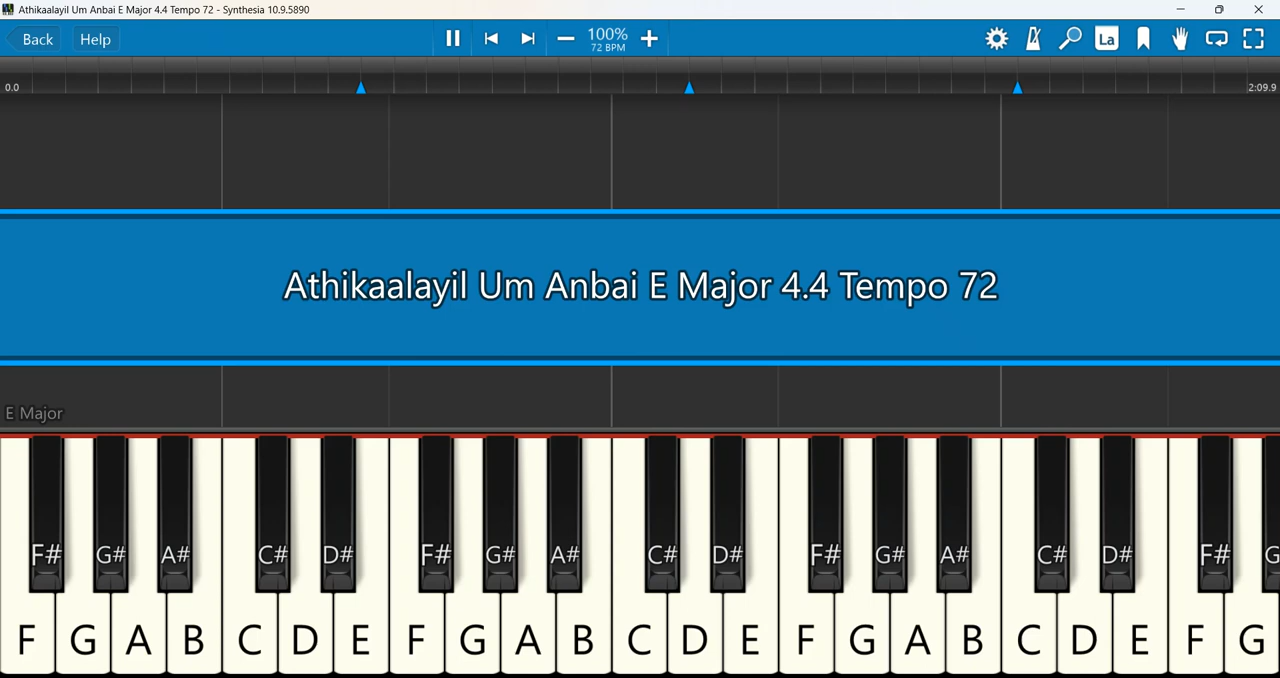 Athikaalayil Um Anbai E Major 4.4 Tempo 72 - Synthesia 10.9.5890
Back Help 100% La
72 BPM
0.0 2:09.9
Athikaalayil Um Anbai E Major 4.4 Tempo 72
E Major
F# G# A# C# D# F# G# A# C# D# F# G# A# C# D# F# G
F G A B C D E F G A B C D E F G A B C D E F G